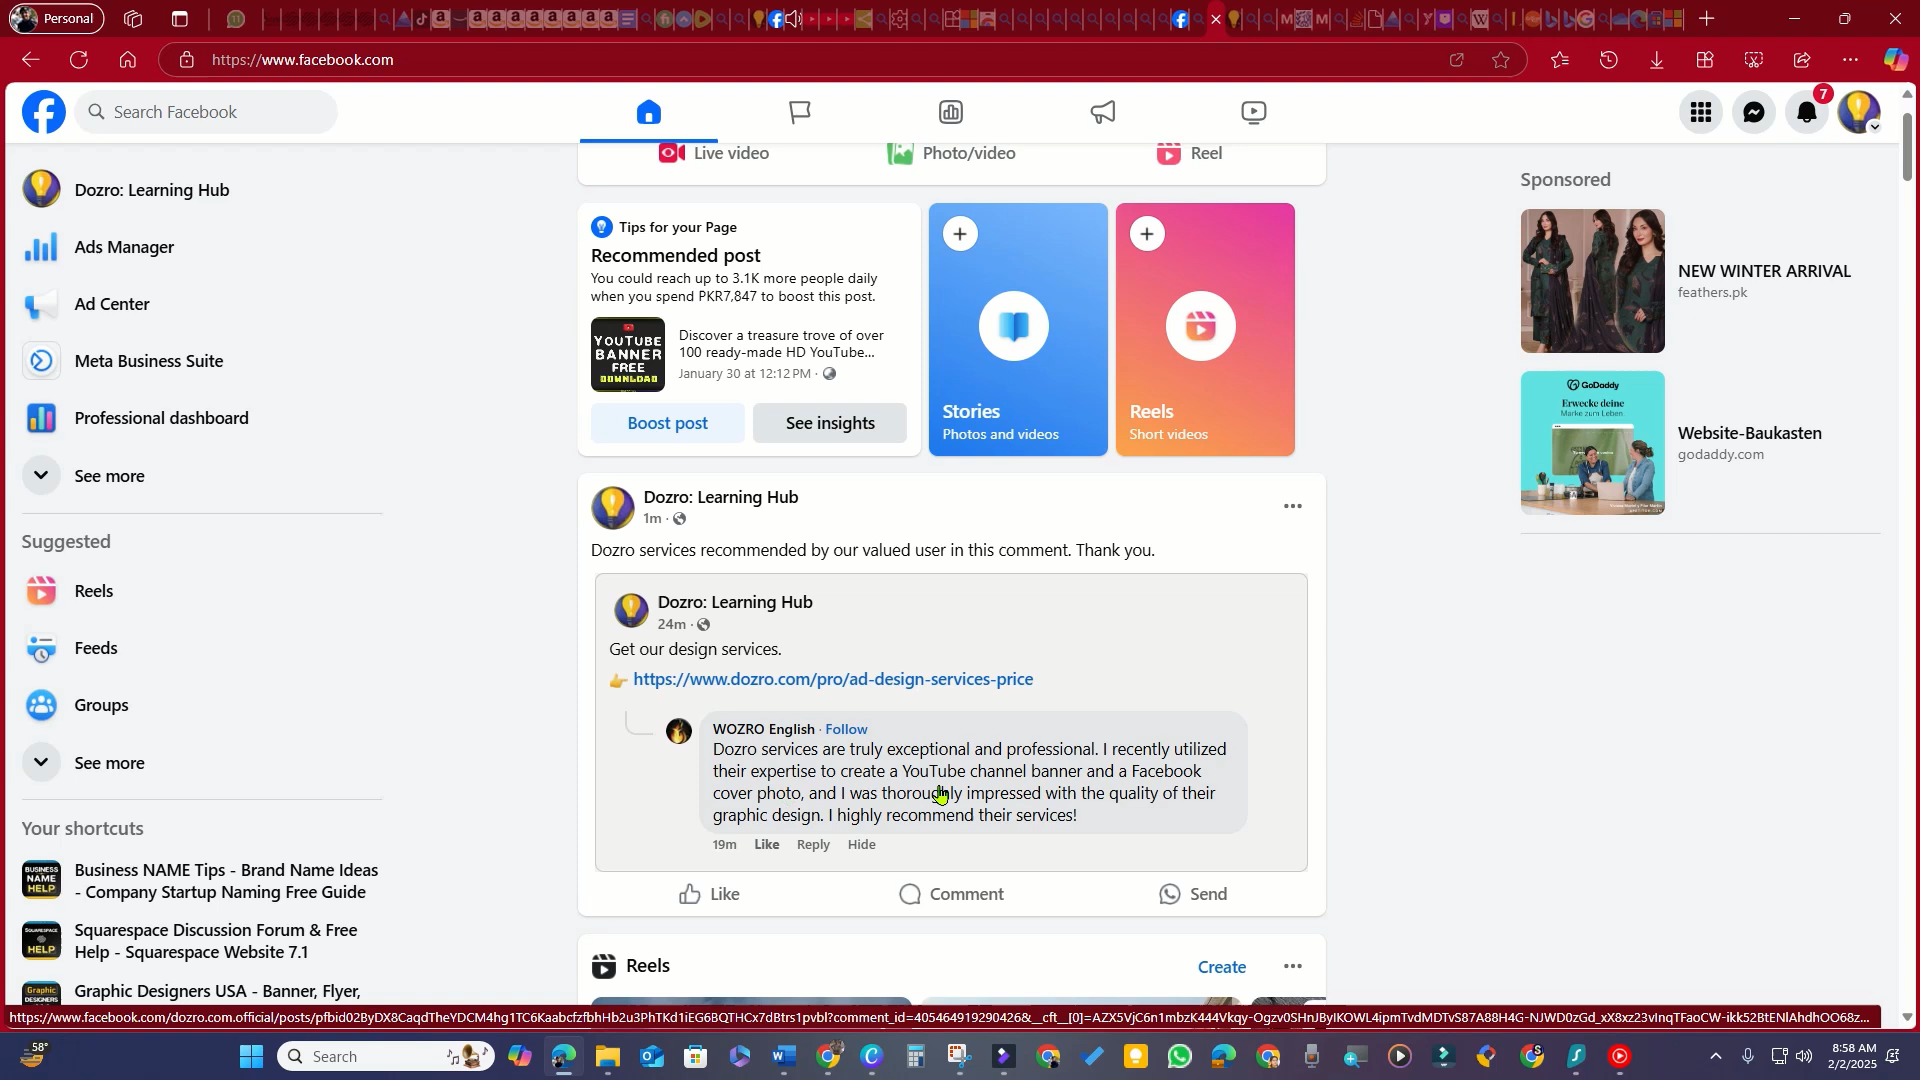 Personal
https://www.facebook.com
Search Facebook
7
Live video
Photo/video
Reel
Dozro: Learning Hub
Ads Manager
Ad Center
Meta Business Suite
Professional dashboard
See more
Suggested
Reels
Feeds
Groups
See more
Your shortcuts
BUSINESS
NAME
HELP
Business NAME Tips - Brand Name Ideas
- Company Startup Naming Free Guide
SQUARESPACE
HELP
Squarespace Discussion Forum & Free
Help - Squarespace Website 7.1
Graphic
DESIGNERS
Graphic Designers USA - Banner, Flyer,
Tips for your Page
Recommended post
You could reach up to 3.1K more people daily
when you spend PKR7,847 to boost this post.
YOUTUBE
BANNER
FREE
DOWNLOAD
Discover a treasure trove of over
100 ready-made HD YouTube...
January 30 at 12:12 PM ·
Boost post
See insights
Stories
Photos and videos
Reels
Short videos
Dozro: Learning Hub
1m ·
Dozro services recommended by our valued user in this comment. Thank you.
Dozro: Learning Hub
24m ·
Get our design services.
👉 https://www.dozro.com/pro/ad-design-services-price
WOZRO English · Follow
Dozro services are truly exceptional and professional. I recently utilized
their expertise to create a YouTube channel banner and a Facebook
cover photo, and I was thoroughly impressed with the quality of their
graphic design. I highly recommend their services!
19m Like Reply Hide
Like
Comment
Send
Reels
Create
Sponsored
NEW WINTER ARRIVAL
feathers.pk
GoDaddy
Erwecke deine
Marke zum Leben
Website-Baukasten
godaddy.com
58°
Search
8:58 AM
2/2/2025